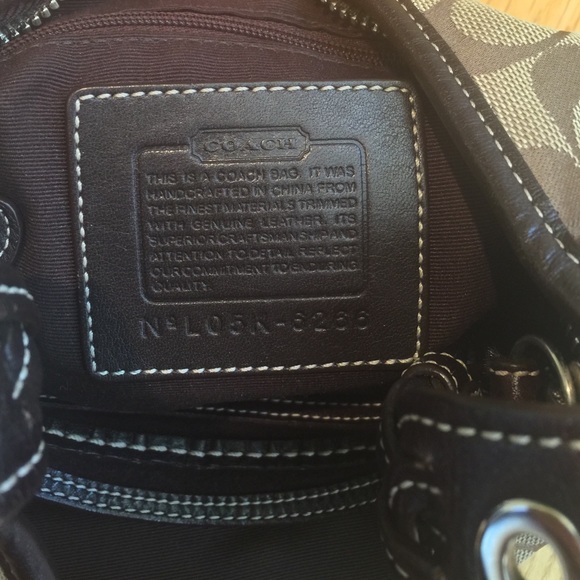 COACH
THIS IS A COACH BAG. IT WAS
HANDCRAFTED IN CHINA FROM
THE FINEST MATERIALS TRIMMED
WITH GENUINE LEATHER. ITS
SUPERIOR CRAFTSMANSHIP AND
ATTENTION TO DETAIL REFLECT
OUR COMMITMENT TO ENDURING
QUALITY.
Nº L05K-6266